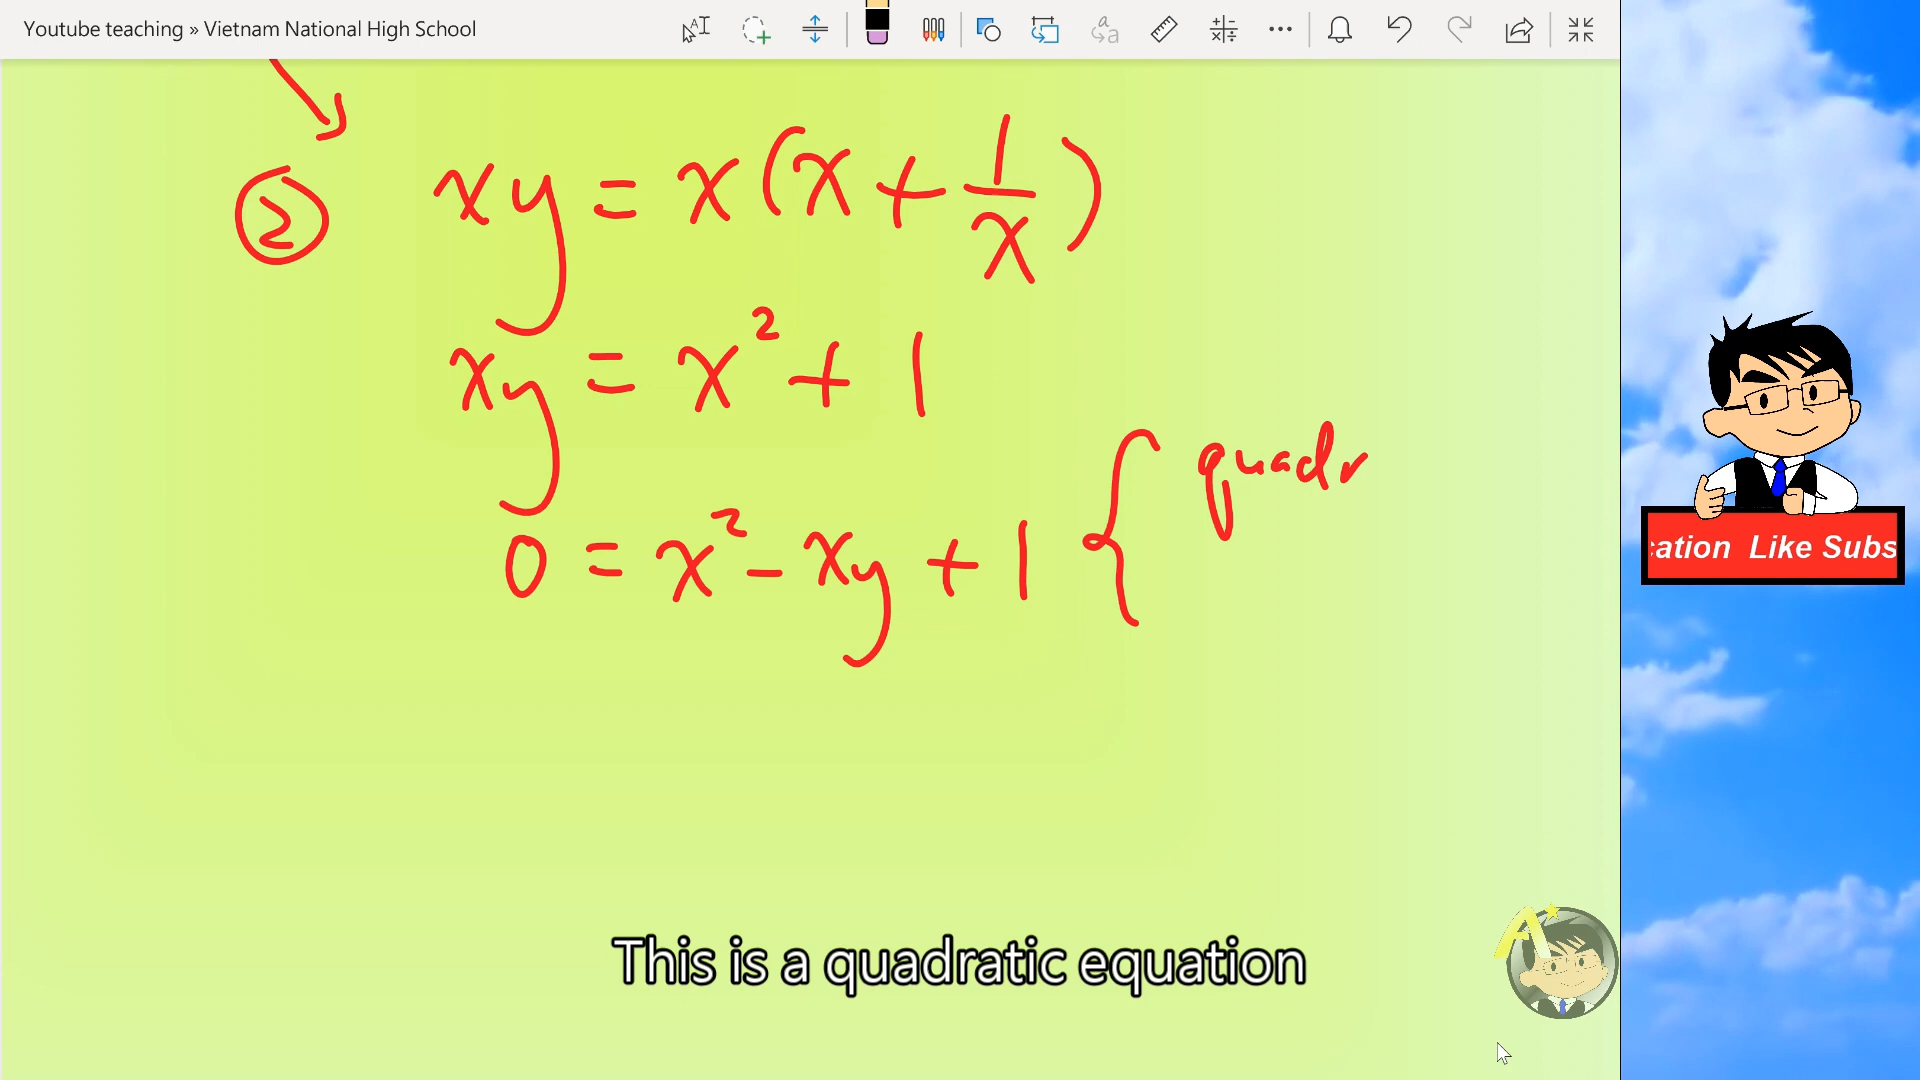 Youtube teaching » Vietnam National High School
② xy = x(x + 1/x)
xy = x² + 1
0 = x² - xy + 1 { quadr
cation Like Subs
This is a quadratic equation